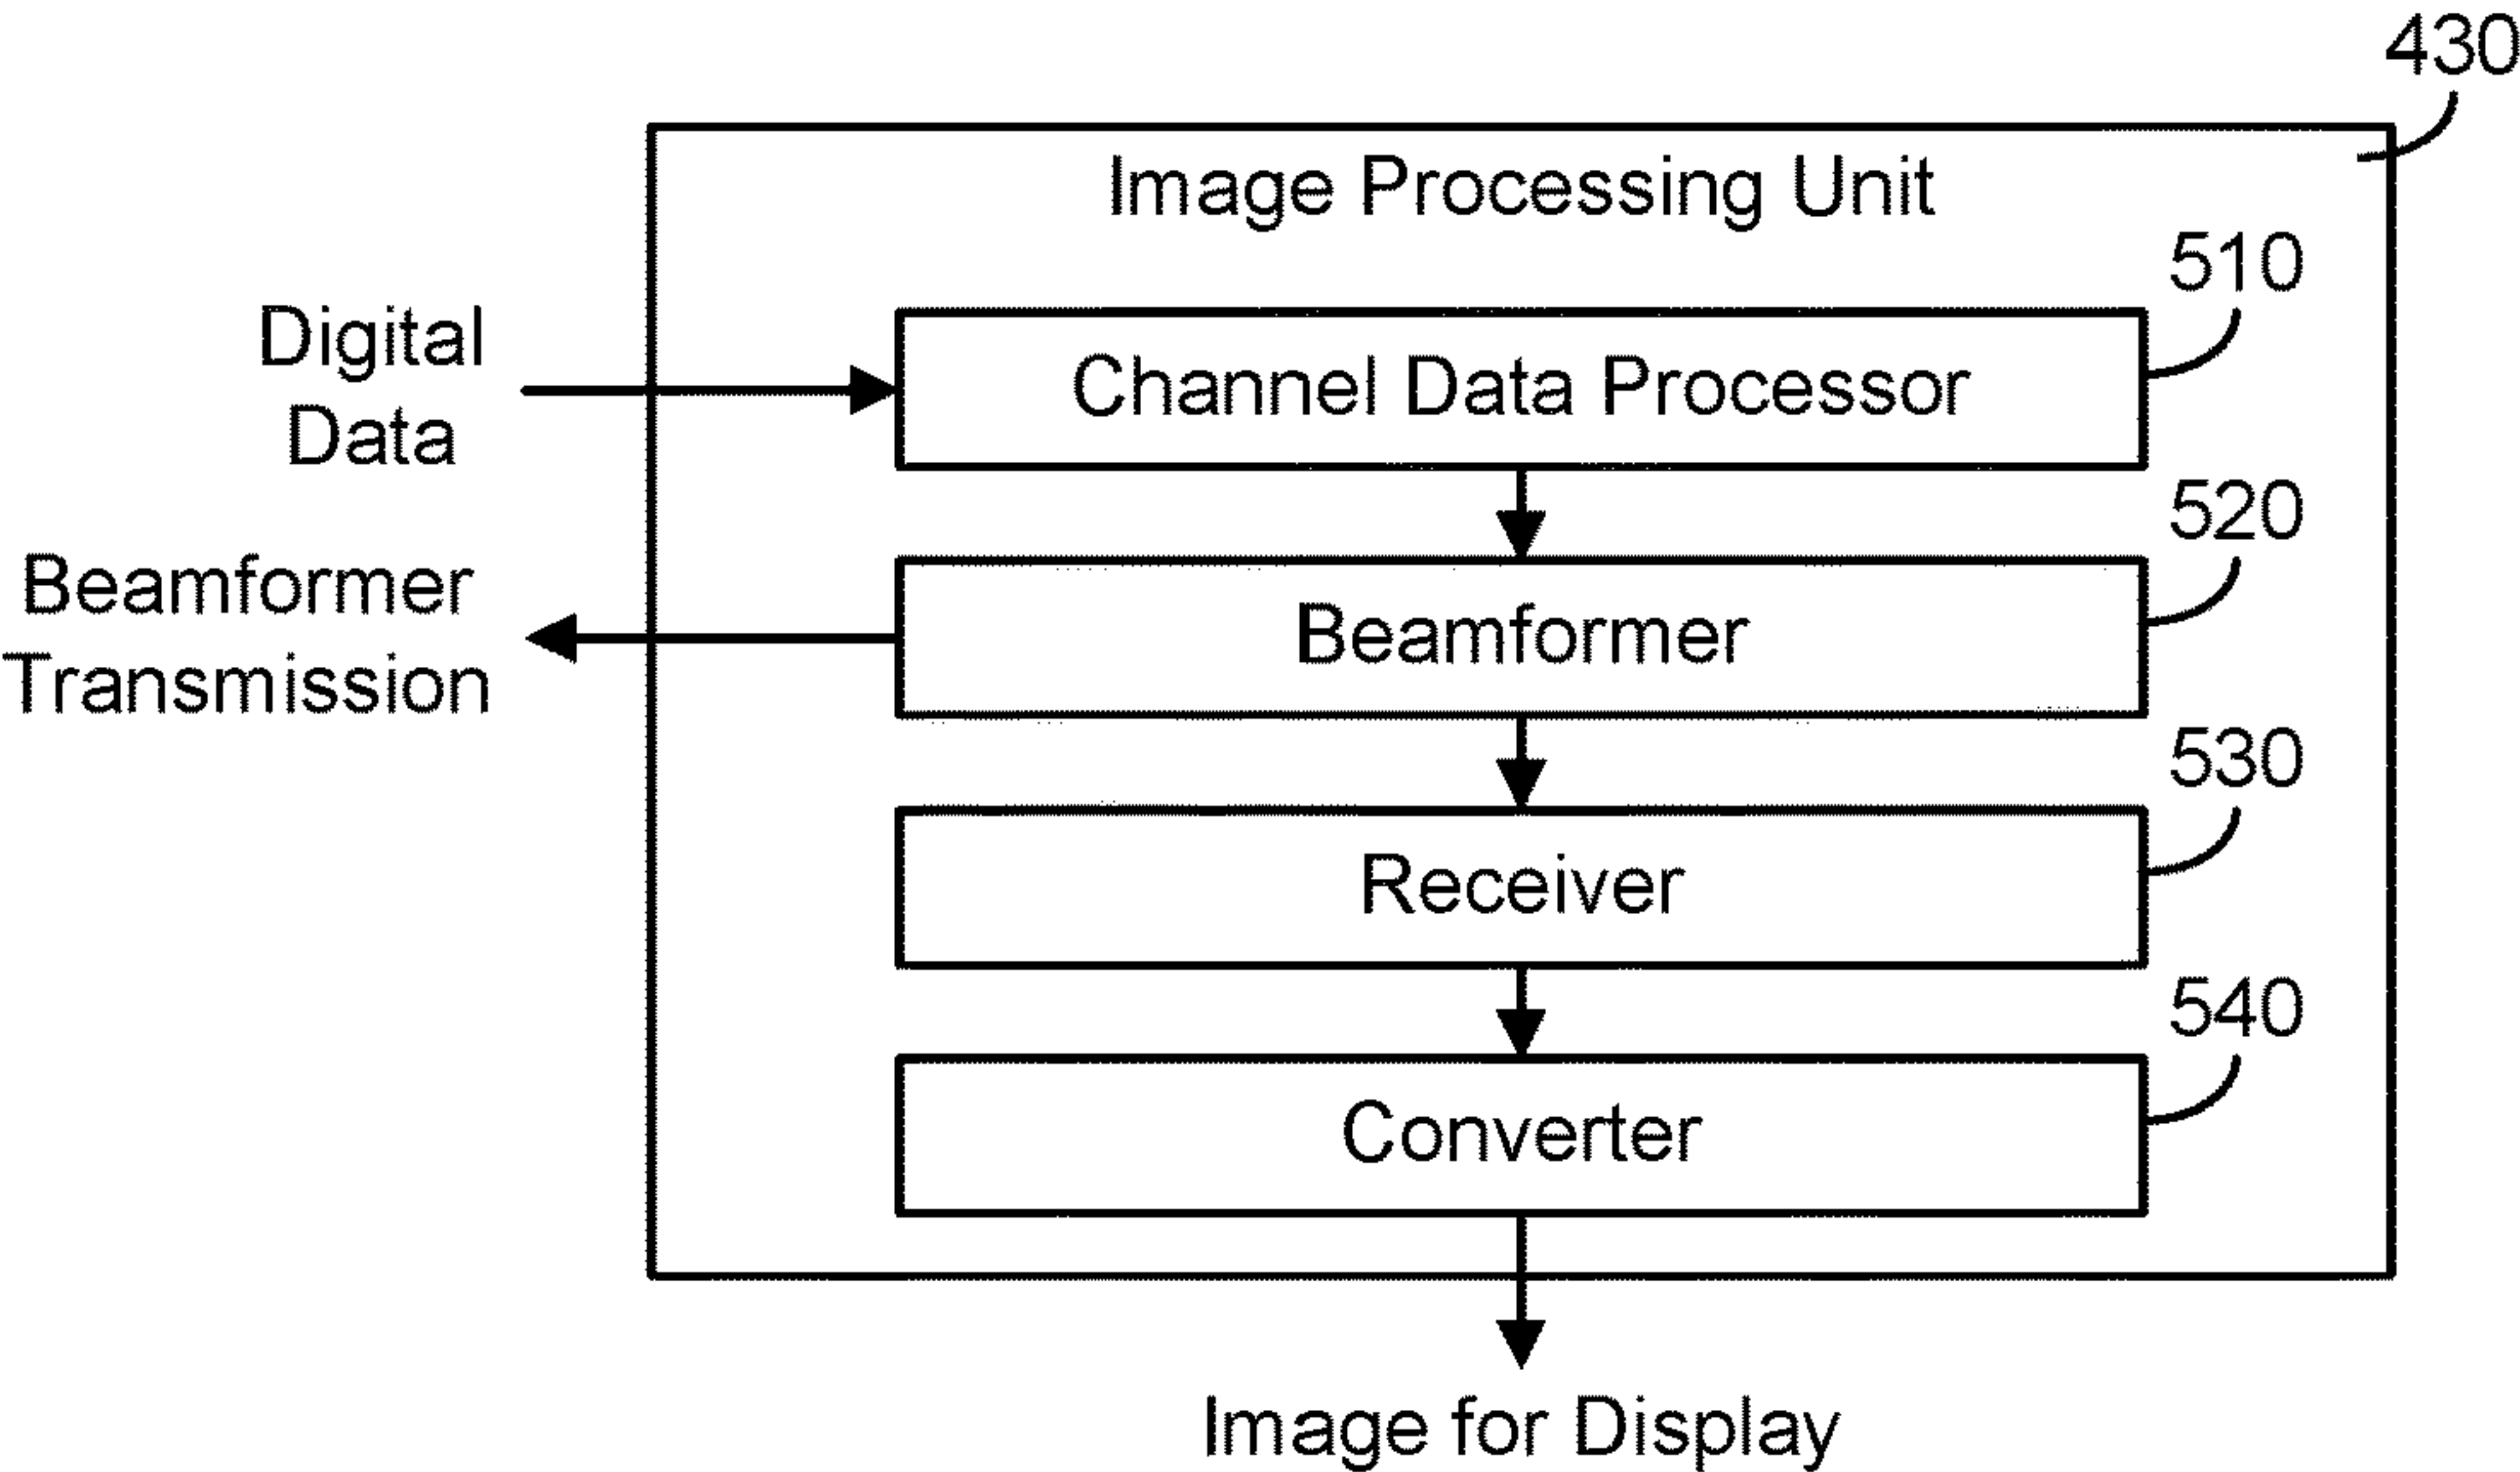 430
Image Processing Unit
510
Digital
Data
Channel Data Processor
520
Beamformer
Transmission
Beamformer
530
Receiver
540
Converter
Image for Display